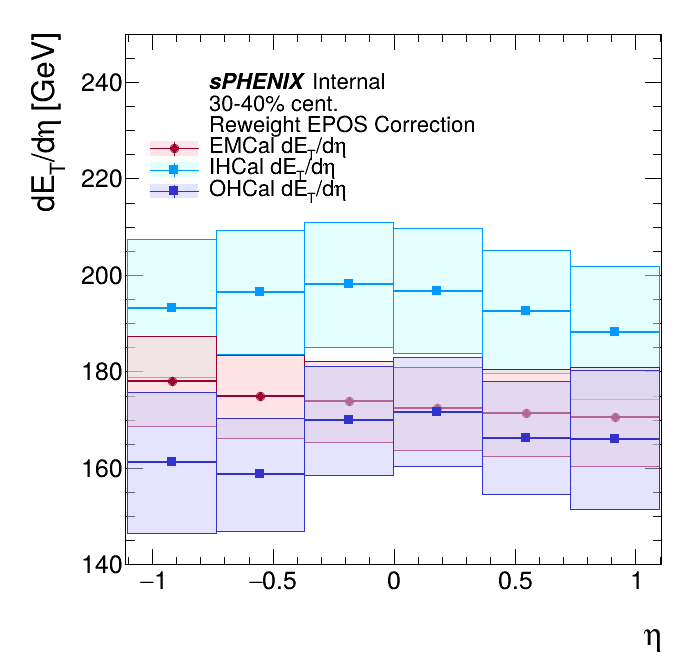 dE_T/dη [GeV]
240
220
200
180
160
140
sPHENIX Internal
30-40% cent.
Reweight EPOS Correction
EMCal dE_T/dη
IHCal dE_T/dη
OHCal dE_T/dη
−1 −0.5 0 0.5 1
η